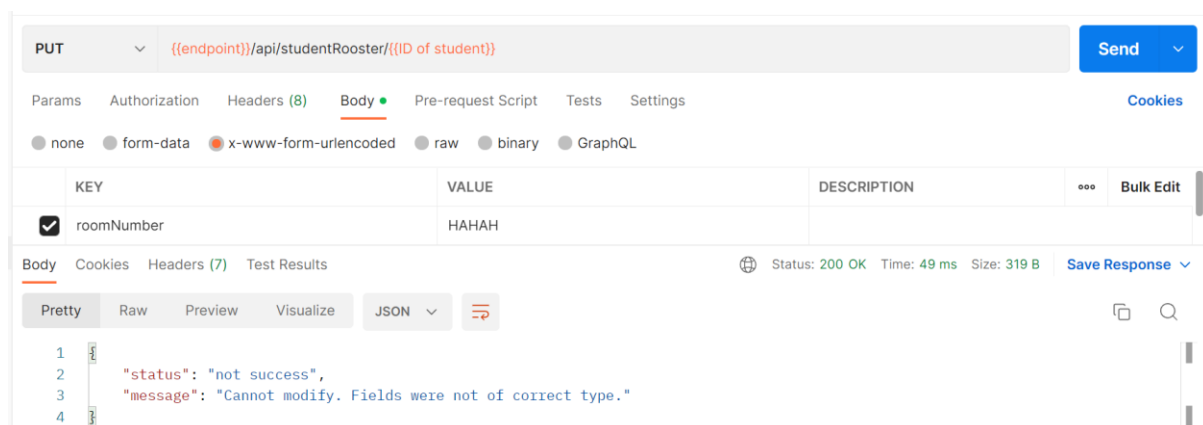 PUT {{endpoint}}/api/studentRooster/{{ID of student}} Send
Params Authorization Headers (8) Body Pre-request Script Tests Settings Cookies
none form-data x-www-form-urlencoded raw binary GraphQL
KEY VALUE DESCRIPTION ooo Bulk Edit
roomNumber HAHAH
Body Cookies Headers (7) Test Results Status: 200 OK Time: 49 ms Size: 319 B Save Response
Pretty Raw Preview Visualize JSON
1 {
2 "status": "not success",
3 "message": "Cannot modify. Fields were not of correct type."
4 }